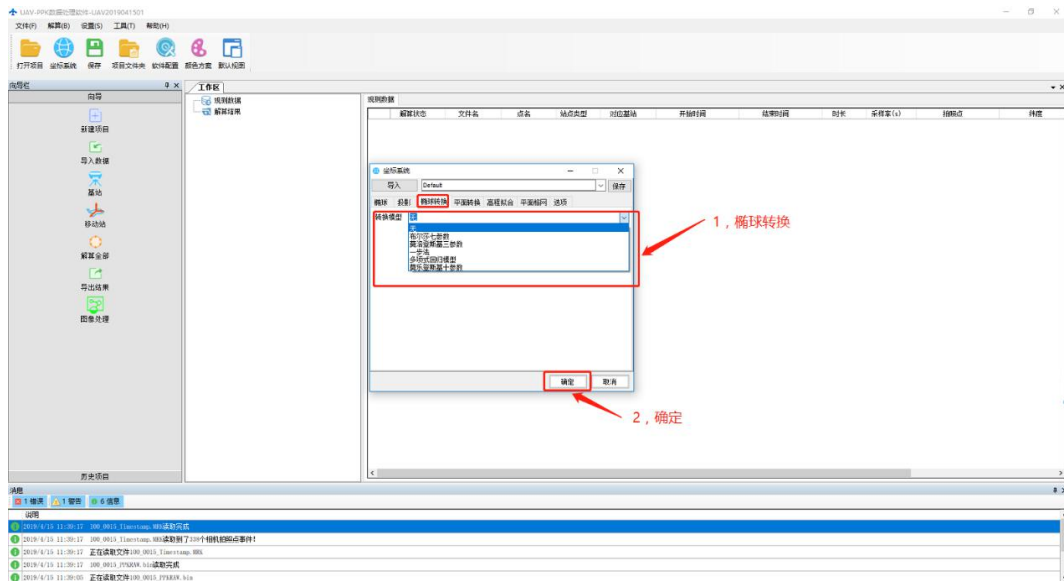 UAV-PPK数据处理软件-UAV2019041501
文件(F) 解算(B) 设置(S) 工具(T) 帮助(H)
打开项目 坐标系统 保存 项目文件夹 软件配置 颜色方案 默认视图
向导栏
向导
新建项目
导入数据
基站
移动站
解算全部
导出结果
图像处理
历史项目
工作区
观测数据
解算结果
观测数据
解算状态 文件名 点名 站点类型 对应基站 开始时间 结束时间 时长 采样率(s) 拍照点 纬度
坐标系统
导入 Default 保存
椭球 投影 椭球转换 平面转换 高程拟合 平面格网 选项
转换模型 无
无
布尔莎七参数
莫洛登斯基三参数
一步法
多项式回归模型
莫洛登斯基十参数
确定 取消
1，椭球转换
2，确定
消息
1 错误 1 警告 6 信息
说明
2019/4/15 11:39:17 100_0015_Timestamp.MRK读取完成
2019/4/15 11:39:17 100_0015_Timestamp.MRK读取到了339个相机拍照点事件!
2019/4/15 11:39:17 正在读取文件100_0015_Timestamp.MRK
2019/4/15 11:39:17 100_0015_PPKRAW.bin读取完成
2019/4/15 11:39:05 正在读取文件100_0015_PPKRAW.bin